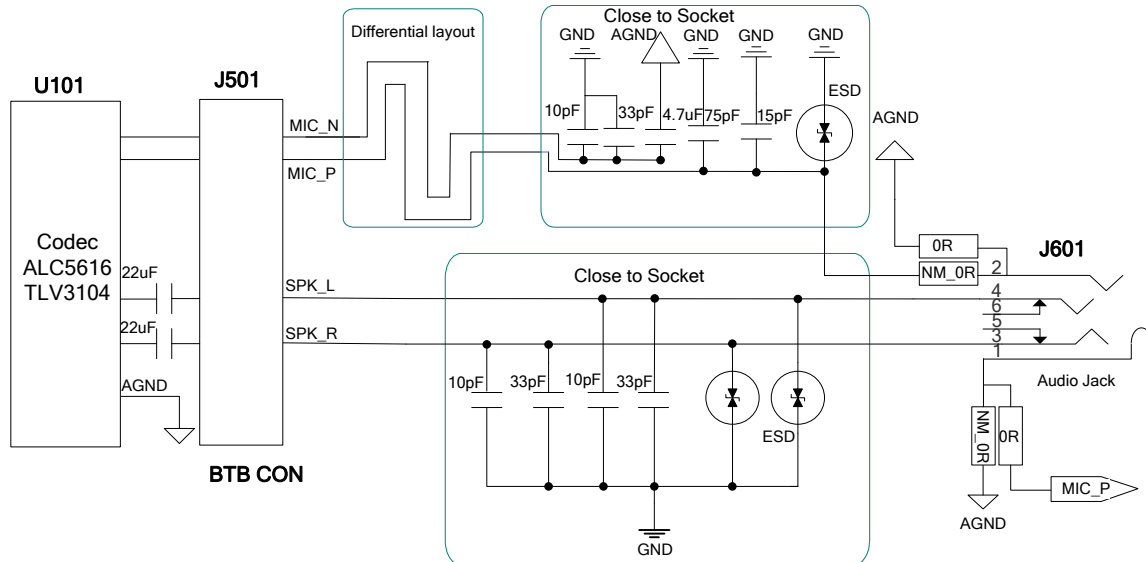 Differential layout
Close to Socket
GND
AGND
GND
GND
GND
ESD
U101
J501
10pF
33pF
4.7uF
75pF
15pF
AGND
MIC_N
MIC_P
0R
J601
NM_0R
2
Codec
ALC5616
TLV3104
22uF
SPK_L
Close to Socket
4
6
5
3
1
22uF
SPK_R
AGND
10pF
33pF
10pF
33pF
ESD
Audio Jack
NM_0R
0R
MIC_P
BTB CON
GND
AGND